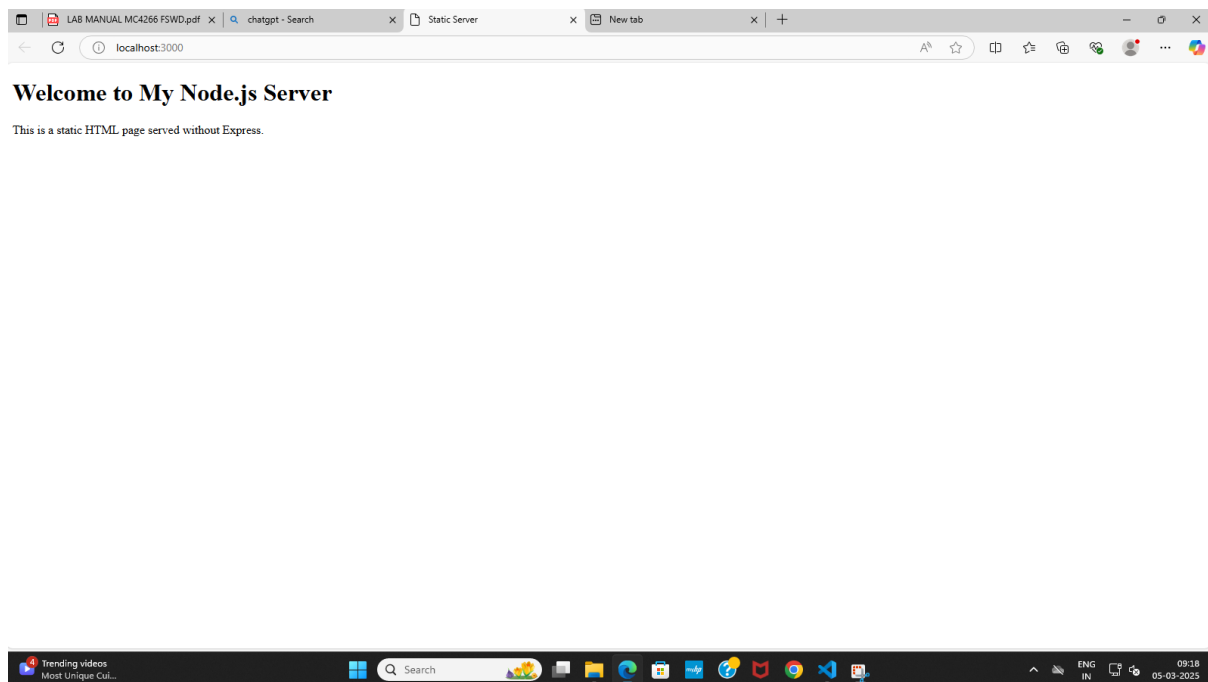 LAB MANUAL MC4266 FSWD.pdf
chatgpt - Search
Static Server
New tab
localhost:3000
Welcome to My Node.js Server
This is a static HTML page served without Express.
4
Trending videos
Most Unique Cui...
Search
myhp
ENG
IN
09:18
05-03-2025